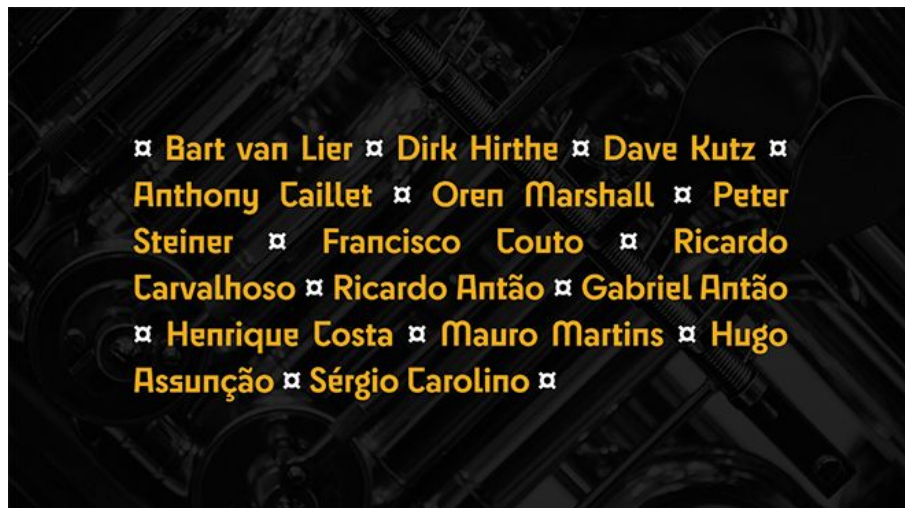 ¤ Bart van Lier ¤ Dirk Hirthe ¤ Dave Kutz ¤
Anthony Caillet ¤ Oren Marshall ¤ Peter
Steiner ¤ Francisco Couto ¤ Ricardo
Carvalhoso ¤ Ricardo Antão ¤ Gabriel Antão
¤ Henrique Costa ¤ Mauro Martins ¤ Hugo
Assunção ¤ Sérgio Carolino ¤